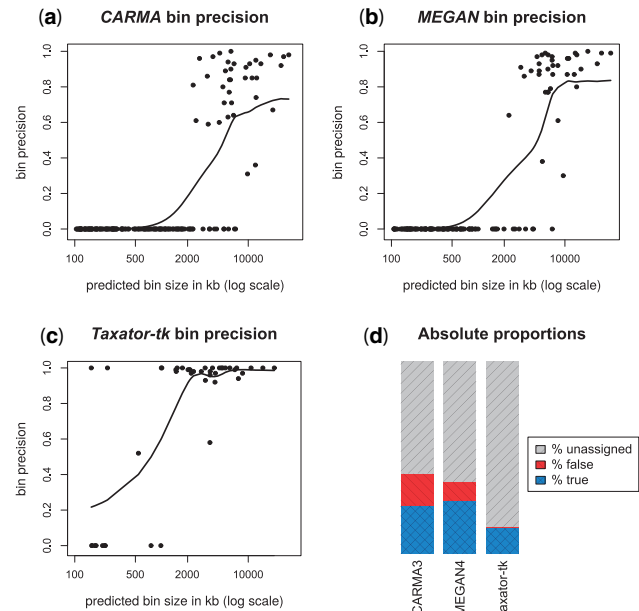 (a) CARMA bin precision
bin precision
1.0
0.8
0.6
0.4
0.2
0.0
100 500 2000 10000
predicted bin size in kb (log scale)
(b) MEGAN bin precision
bin precision
1.0
0.8
0.6
0.4
0.2
0.0
100 500 2000 10000
predicted bin size in kb (log scale)
(c) Taxator-tk bin precision
bin precision
1.0
0.8
0.6
0.4
0.2
0.0
100 500 2000 10000
predicted bin size in kb (log scale)
(d) Absolute proportions
% unassigned
% false
% true
CARMA3
MEGAN4
axator-tk